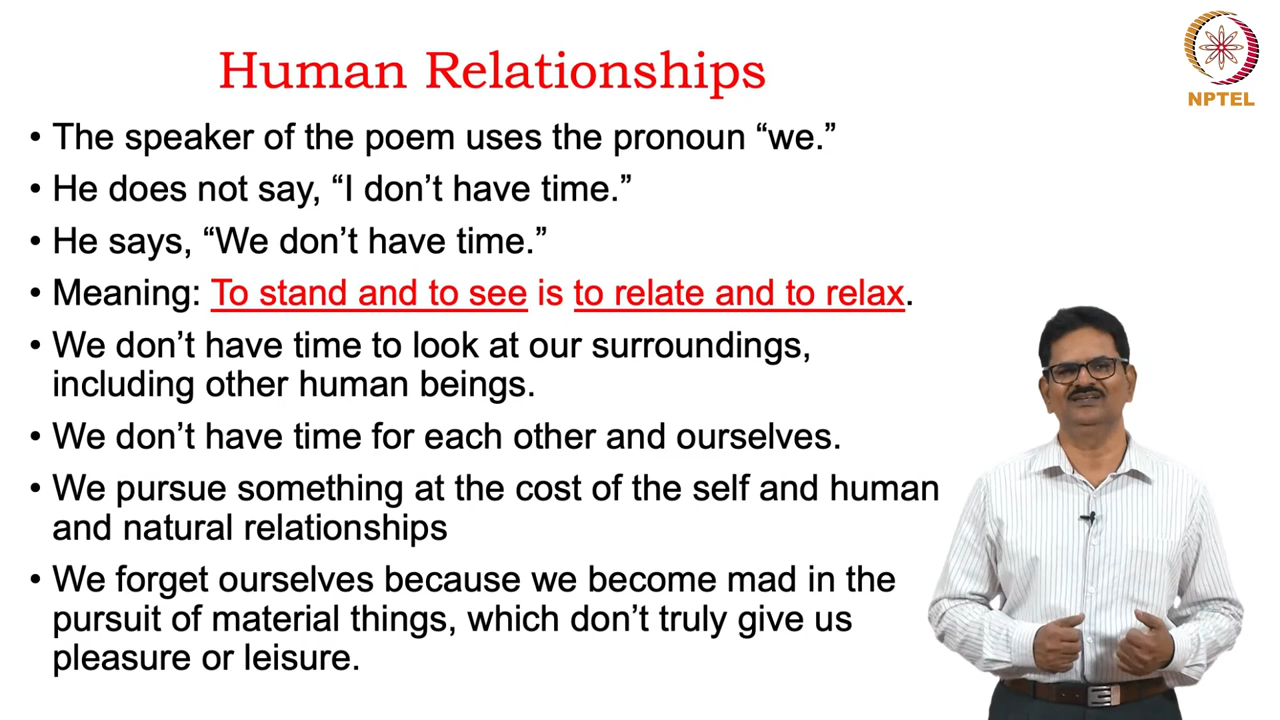 Human Relationships
NPTEL
• The speaker of the poem uses the pronoun “we.”
• He does not say, “I don’t have time.”
• He says, “We don’t have time.”
• Meaning: To stand and to see is to relate and to relax.
• We don’t have time to look at our surroundings,
including other human beings.
• We don’t have time for each other and ourselves.
• We pursue something at the cost of the self and human
and natural relationships
• We forget ourselves because we become mad in the
pursuit of material things, which don’t truly give us
pleasure or leisure.